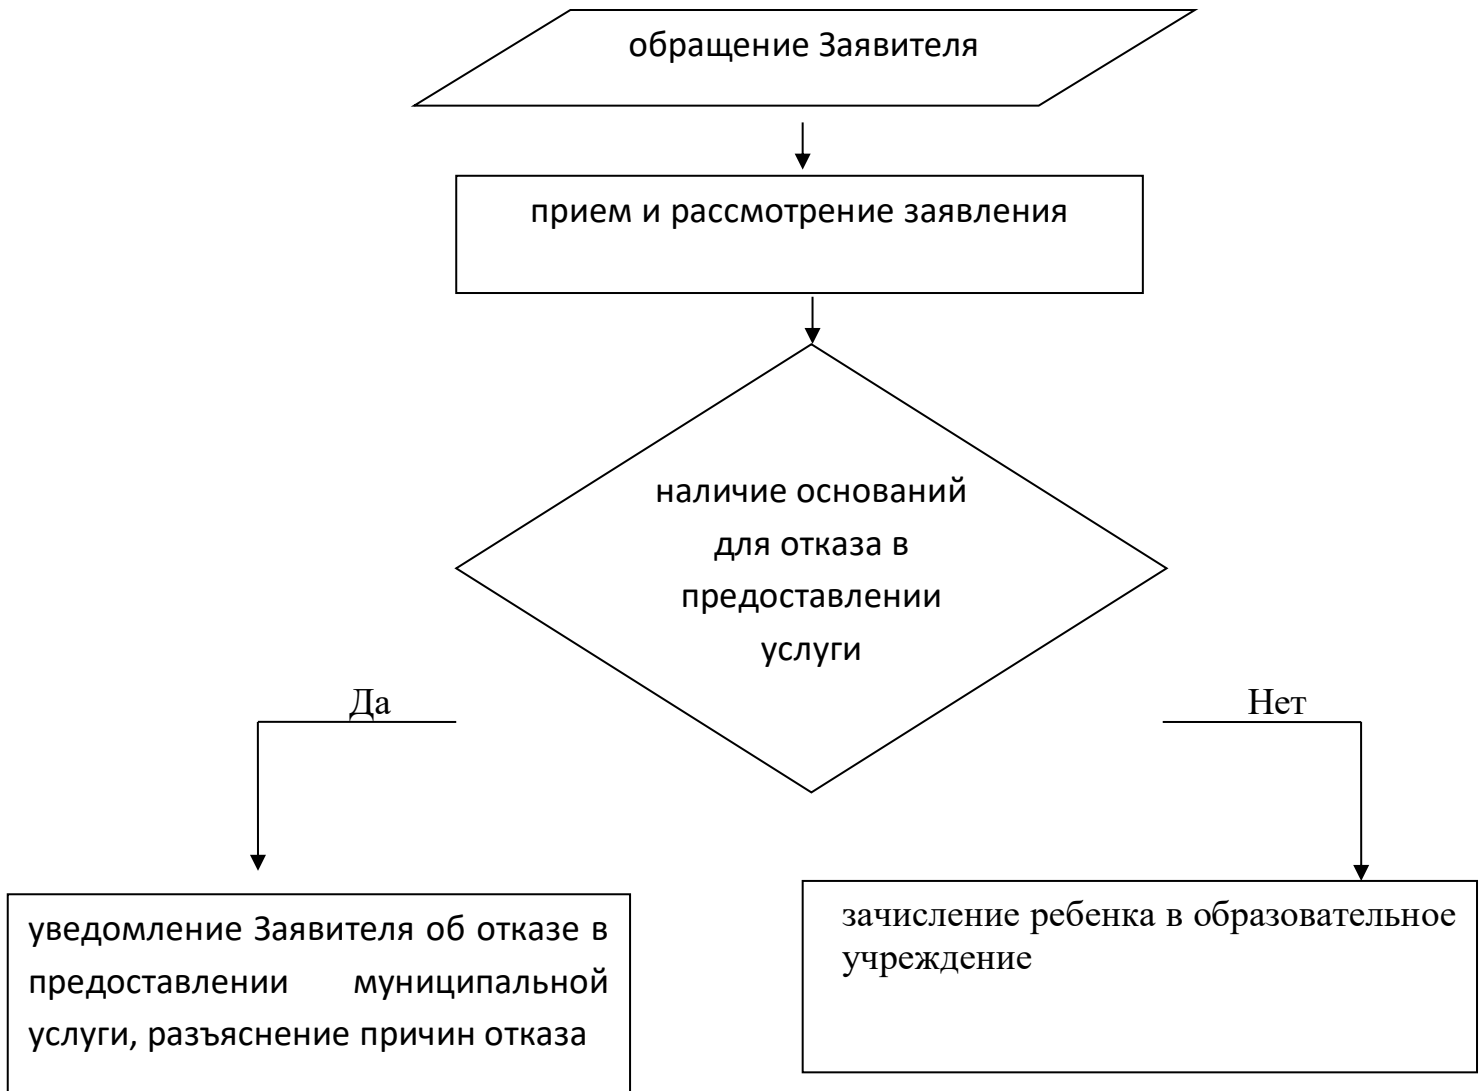 обращение Заявителя
прием и рассмотрение заявления
наличие оснований
для отказа в
предоставлении
услуги
Да
Нет
уведомление Заявителя об отказе в
предоставлении муниципальной
услуги, разъяснение причин отказа
зачисление ребенка в образовательное
учреждение